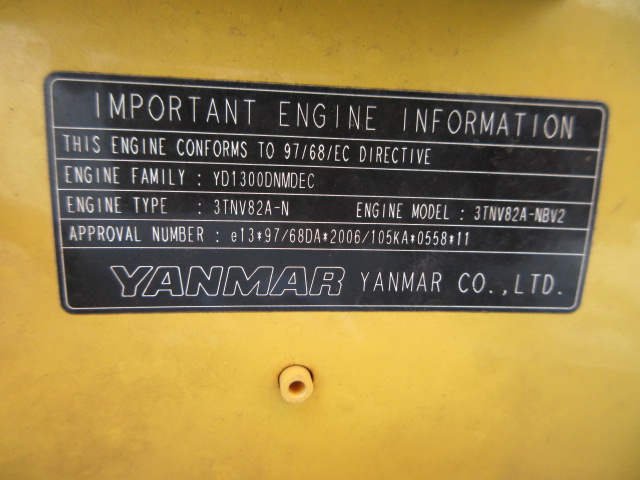 IMPORTANT ENGINE INFORMATION
THIS ENGINE CONFORMS TO 97/68/EC DIRECTIVE
ENGINE FAMILY : YD1300DNMDEC
ENGINE TYPE : 3TNV82A-N ENGINE MODEL : 3TNV82A-NBV2
APPROVAL NUMBER : e13*97/68DA*2006/105KA*0558*11
YANMAR YANMAR CO.,LTD.